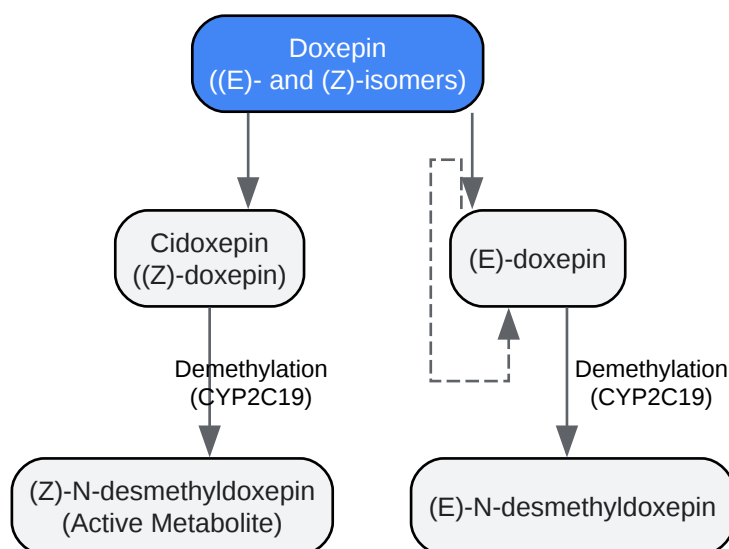 Doxepin
((E)- and (Z)-isomers)
Cidoxepin
((Z)-doxepin)
(E)-doxepin
Demethylation
(CYP2C19)
Demethylation
(CYP2C19)
(Z)-N-desmethyldoxepin
(Active Metabolite)
(E)-N-desmethyldoxepin